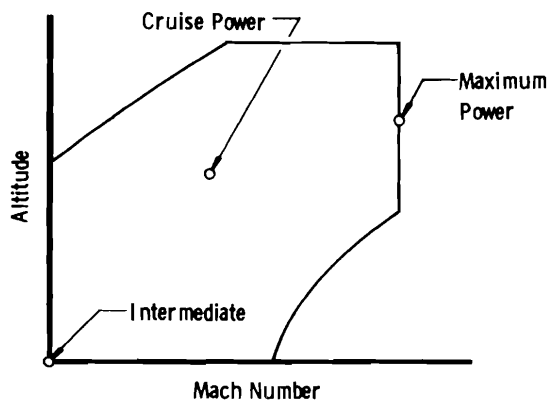 Cruise Power
Maximum
Power
Altitude
Intermediate
Mach Number